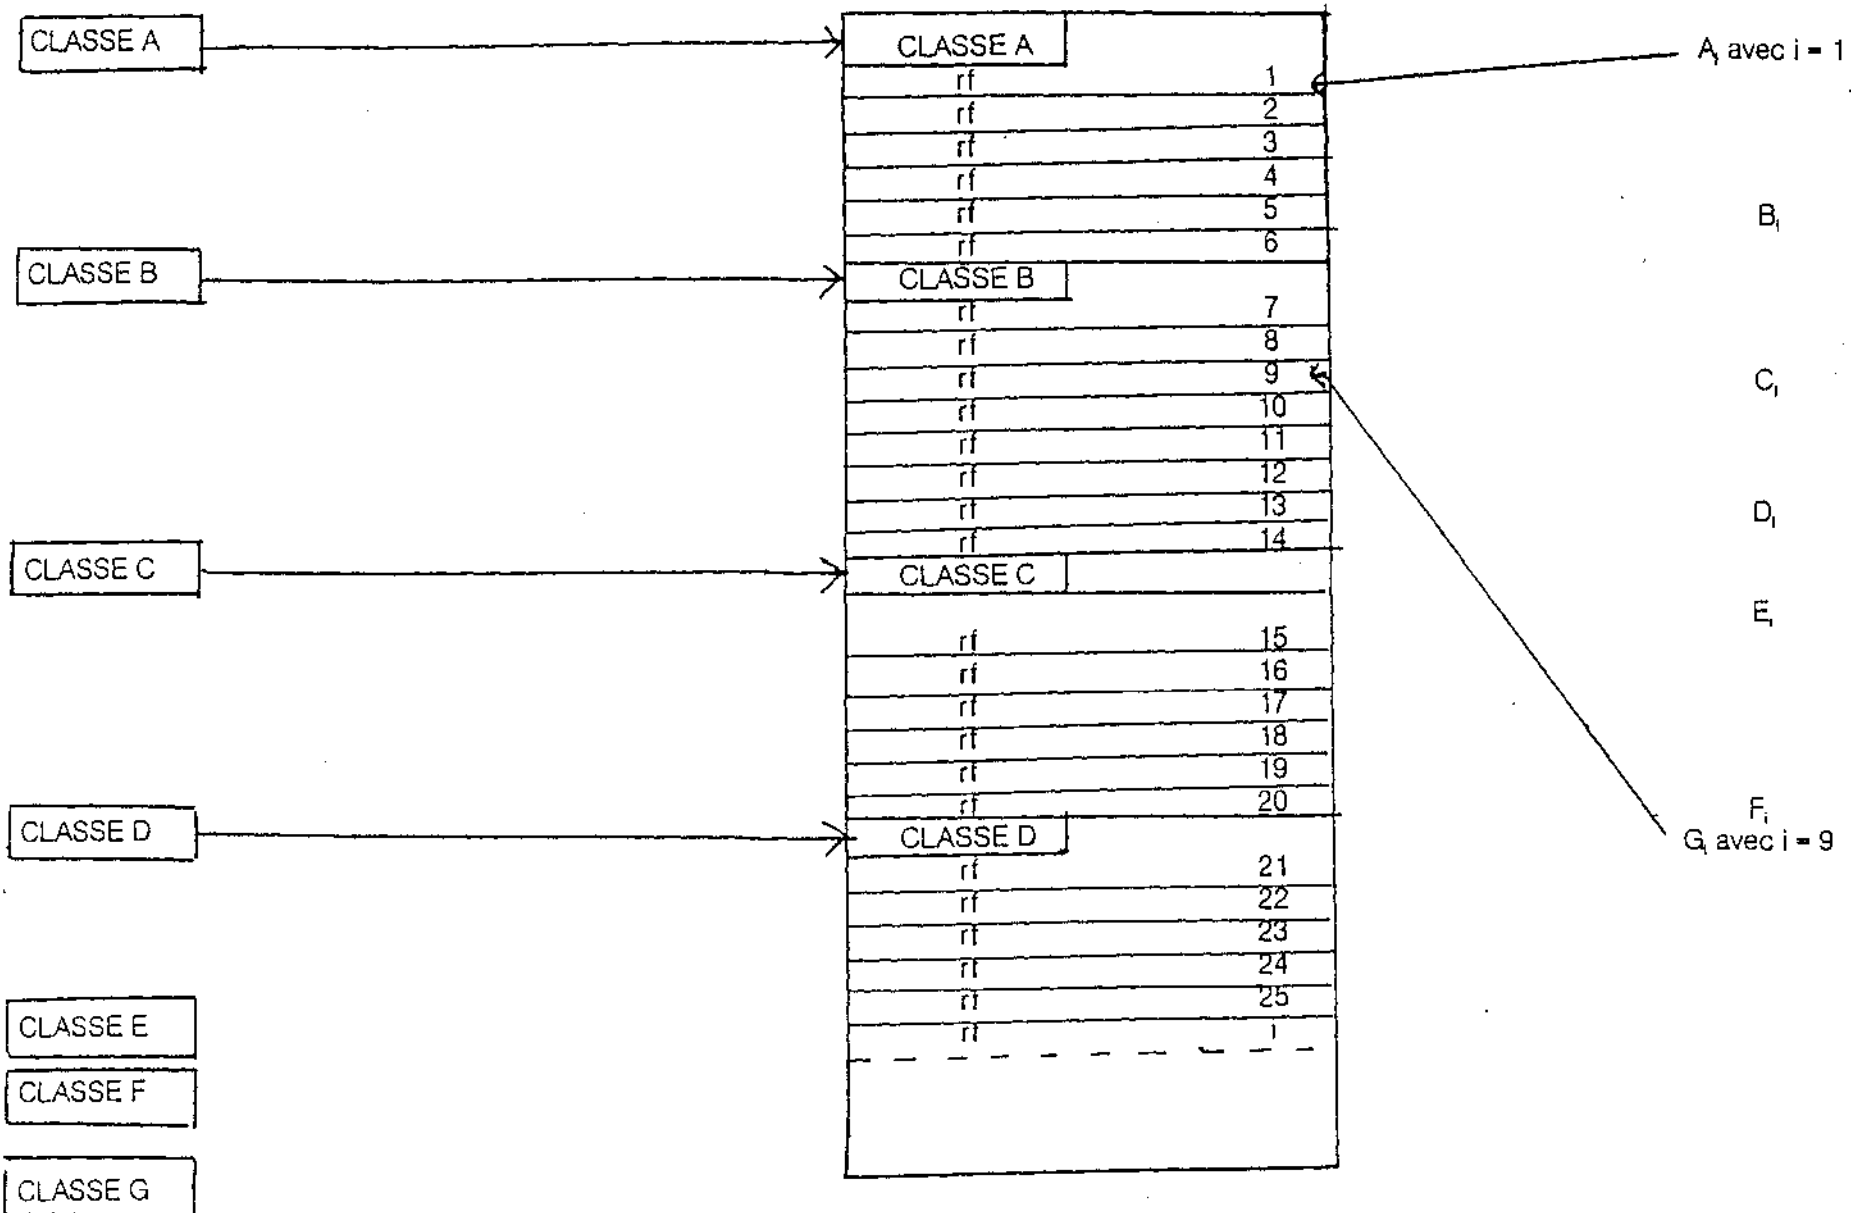 CLASSE A
CLASSE A
A_i avec i = 1
rf 1
rf 2
rf 3
rf 4
rf 5
B_i
rf 6
CLASSE B
CLASSE B
rf 7
rf 8
rf 9
C_i
rf 10
rf 11
rf 12
rf 13
D_i
rf 14
CLASSE C
CLASSE C
E_i
rf 15
rf 16
rf 17
rf 18
rf 19
rf 20
F_i
CLASSE D
CLASSE D
G_i avec i = 9
rf 21
rf 22
rf 23
rf 24
rf 25
rf i
CLASSE E
CLASSE F
CLASSE G